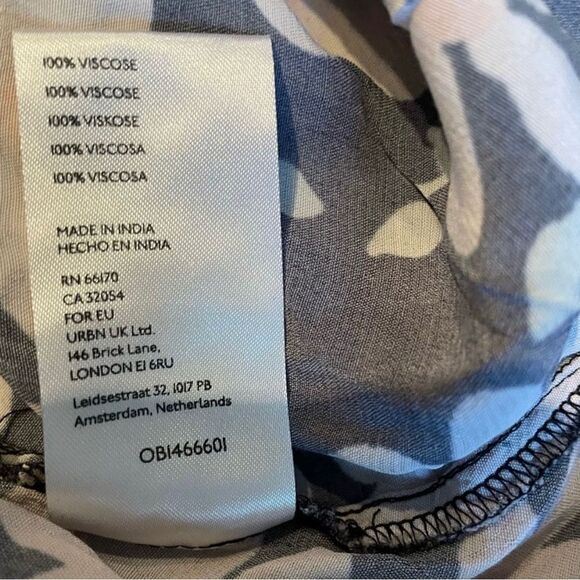 100% VISCOSE
100% VISCOSE
100% VISKOSE
100% VISCOSA
100% VISCOSA
MADE IN INDIA
HECHO EN INDIA
RN 66170
CA 32054
FOR EU
URBN UK Ltd.
146 Brick Lane,
LONDON E1 6RU
Leidsestraat 32, 1017 PB
Amsterdam, Netherlands
OB1466601